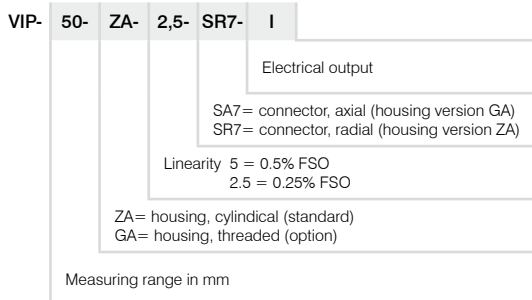 VIP- 50- ZA- 2,5- SR7- I
Electrical output
SA7= connector, axial (housing version GA)
SR7= connector, radial (housing version ZA)
Linearity 5 = 0.5% FSO
2.5 = 0.25% FSO
ZA= housing, cylindical (standard)
GA= housing, threaded (option)
Measuring range in mm